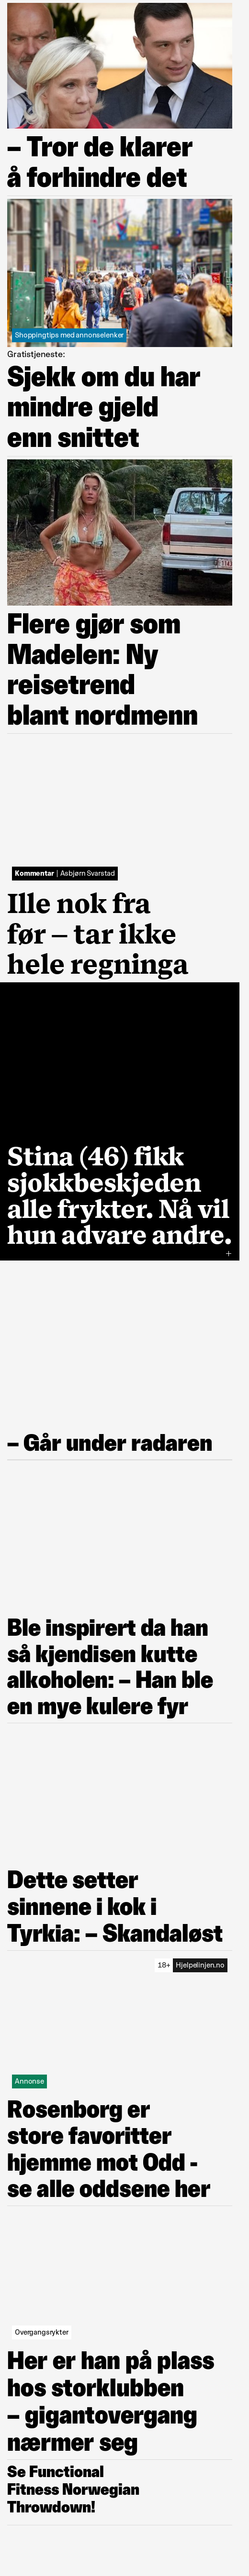 – Tror de klarer
å forhindre det
Shoppingtips med annonselenker
Gratistjeneste:
Sjekk om du har
mindre gjeld
enn snittet
Flere gjør som
Madelen: Ny
reisetrend
blant nordmenn
Kommentar | Asbjørn Svarstad
Ille nok fra
før – tar ikke
hele regninga
Stina (46) fikk
sjokkbeskjeden
alle frykter. Nå vil
hun advare andre.
+
– Går under radaren
Ble inspirert da han
så kjendisen kutte
alkoholen: – Han ble
en mye kulere fyr
Dette setter
sinnene i kok i
Tyrkia: – Skandaløst
18+ Hjelpelinjen.no
Annonse
Rosenborg er
store favoritter
hjemme mot Odd -
se alle oddsene her
Overgangsrykter
Her er han på plass
hos storklubben
– gigantovergang
nærmer seg
Se Functional
Fitness Norwegian
Throwdown!